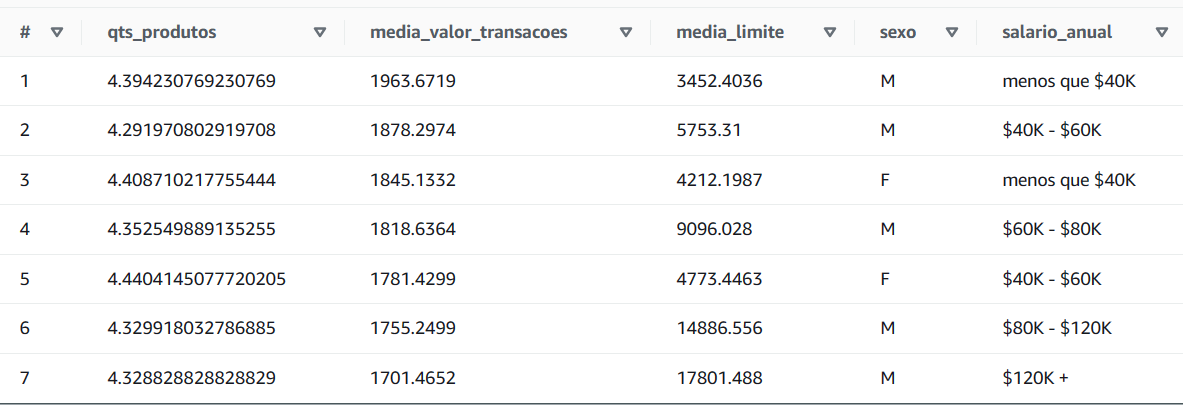 # qts_produtos media_valor_transacoes media_limite sexo salario_anual
1 4.394230769230769 1963.6719 3452.4036 M menos que $40K
2 4.291970802919708 1878.2974 5753.31 M $40K - $60K
3 4.408710217755444 1845.1332 4212.1987 F menos que $40K
4 4.352549889135255 1818.6364 9096.028 M $60K - $80K
5 4.4404145077720205 1781.4299 4773.4463 F $40K - $60K
6 4.329918032786885 1755.2499 14886.556 M $80K - $120K
7 4.328828828828829 1701.4652 17801.488 M $120K +